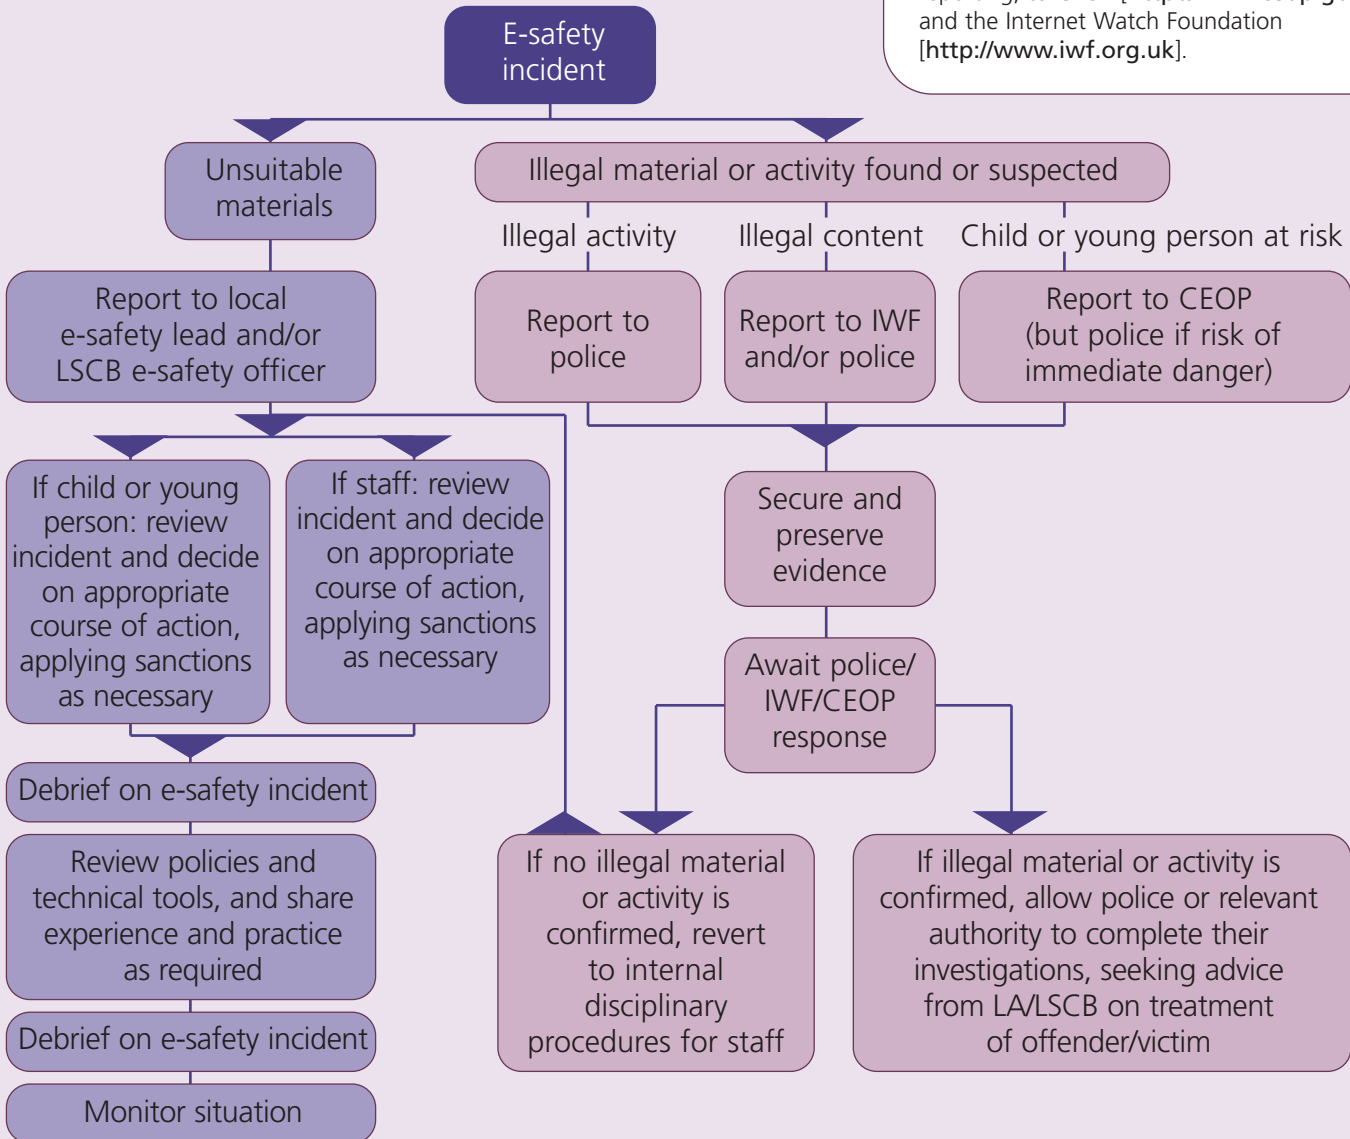 and the Internet Watch Foundation
[http://www.iwf.org.uk].
E-safety
incident
Unsuitable
materials
Illegal material or activity found or suspected
Illegal activity
Illegal content
Child or young person at risk
Report to local
e-safety lead and/or
LSCB e-safety officer
Report to
police
Report to IWF
and/or police
Report to CEOP
(but police if risk of
immediate danger)
If child or young
person: review
incident and decide
on appropriate
course of action,
applying sanctions
as necessary
If staff: review
incident and decide
on appropriate
course of action,
applying sanctions
as necessary
Secure and
preserve
evidence
Await police/
IWF/CEOP
response
Debrief on e-safety incident
Review policies and
technical tools, and share
experience and practice
as required
Debrief on e-safety incident
Monitor situation
If no illegal material
or activity is
confirmed, revert
to internal
disciplinary
procedures for staff
If illegal material or activity is
confirmed, allow police or relevant
authority to complete their
investigations, seeking advice
from LA/LSCB on treatment
of offender/victim